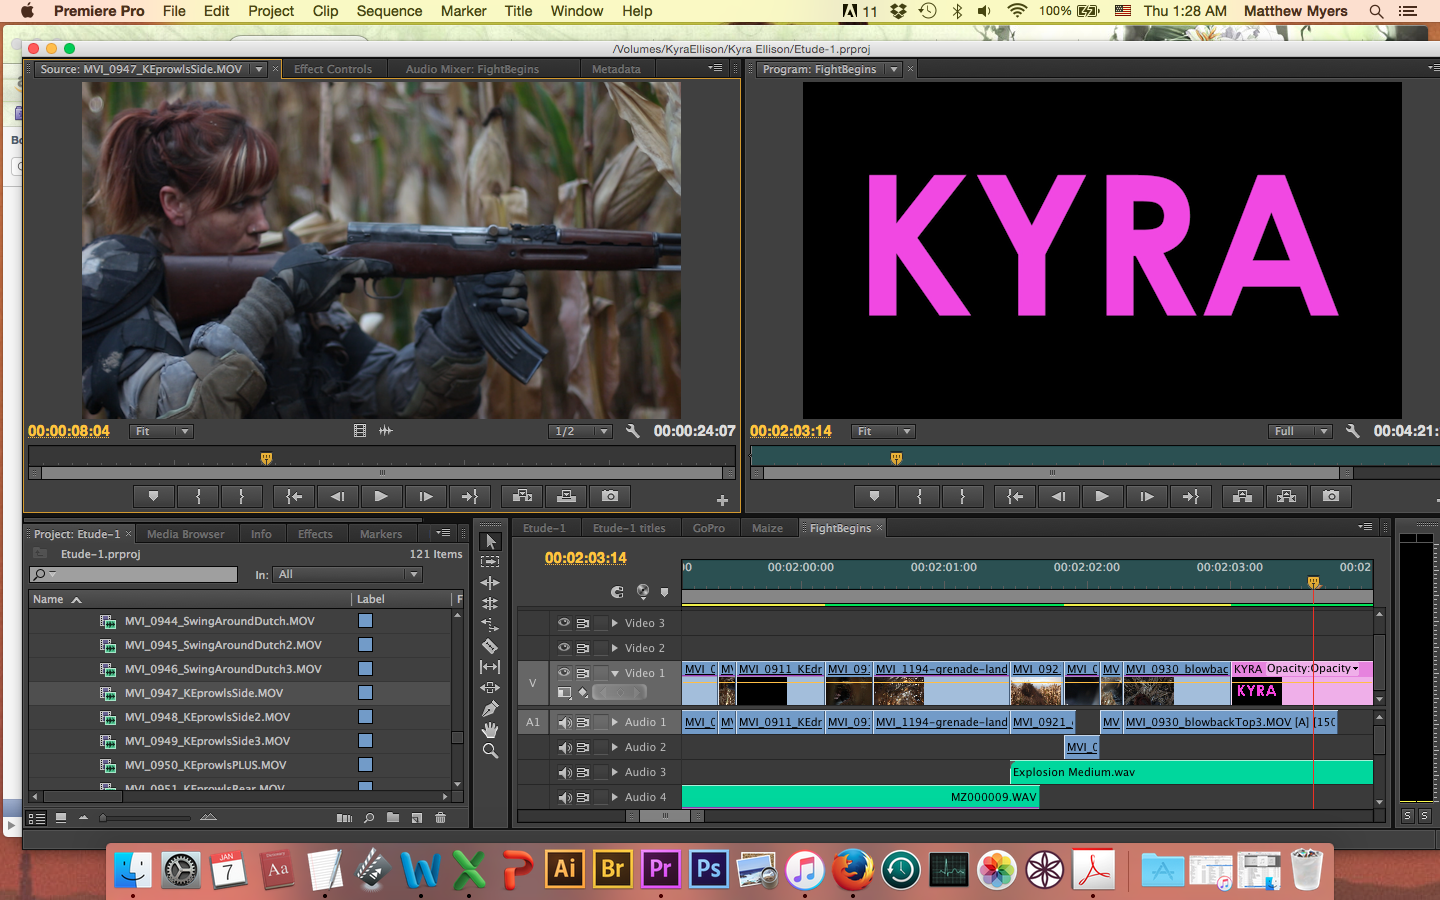 Premiere Pro File Edit Project Clip Sequence Marker Title Window Help 11 100% Thu 1:28 AM Matthew Myers
/Volumes/KyraEllison/Kyra Ellison/Etude-1.prproj
Source: MVI_0947_KEprowlsSide.MOV Effect Controls Audio Mixer: FightBegins Metadata
Program: FightBegins
KYRA
00:00:08:04 Fit 1/2 00:00:24:07
00:02:03:14 Fit Full 00:04:21:
Project: Etude-1 Media Browser Info Effects Markers
Etude-1.prproj 121 Items
In: All
Name Label F
MVI_0944_SwingAroundDutch.MOV
MVI_0945_SwingAroundDutch2.MOV
MVI_0946_SwingAroundDutch3.MOV
MVI_0947_KEprowlsSide.MOV
MVI_0948_KEprowlsSide2.MOV
MVI_0949_KEprowlsSide3.MOV
MVI_0950_KEprowlsPLUS.MOV
MVI_0951_KEprowlsRear.MOV
Etude-1 Etude-1 titles GoPro Maize FightBegins
00:02:03:14
00 00:02:00:00 00:02:01:00 00:02:02:00 00:02:03:00 00:02
Video 3
Video 2
V Video 1 MVI_0 MV MVI_0911_KEdr MVI_091 MVI_1194-grenade-land MVI_092 MVI_0 MV MVI_0930_blowbac KYRA Opacity:Opacity
KYRA
A1 Audio 1 MVI_0 MV MVI_0911_KEdr MVI_091 MVI_1194-grenade-land MVI_0921_ MV MVI_0930_blowbackTop3.MOV [A] [150
Audio 2 MVI_0
Audio 3 Explosion Medium.wav
Audio 4 MZ000009.WAV
S S
JAN
7
Aa
Ai Br Pr Ps